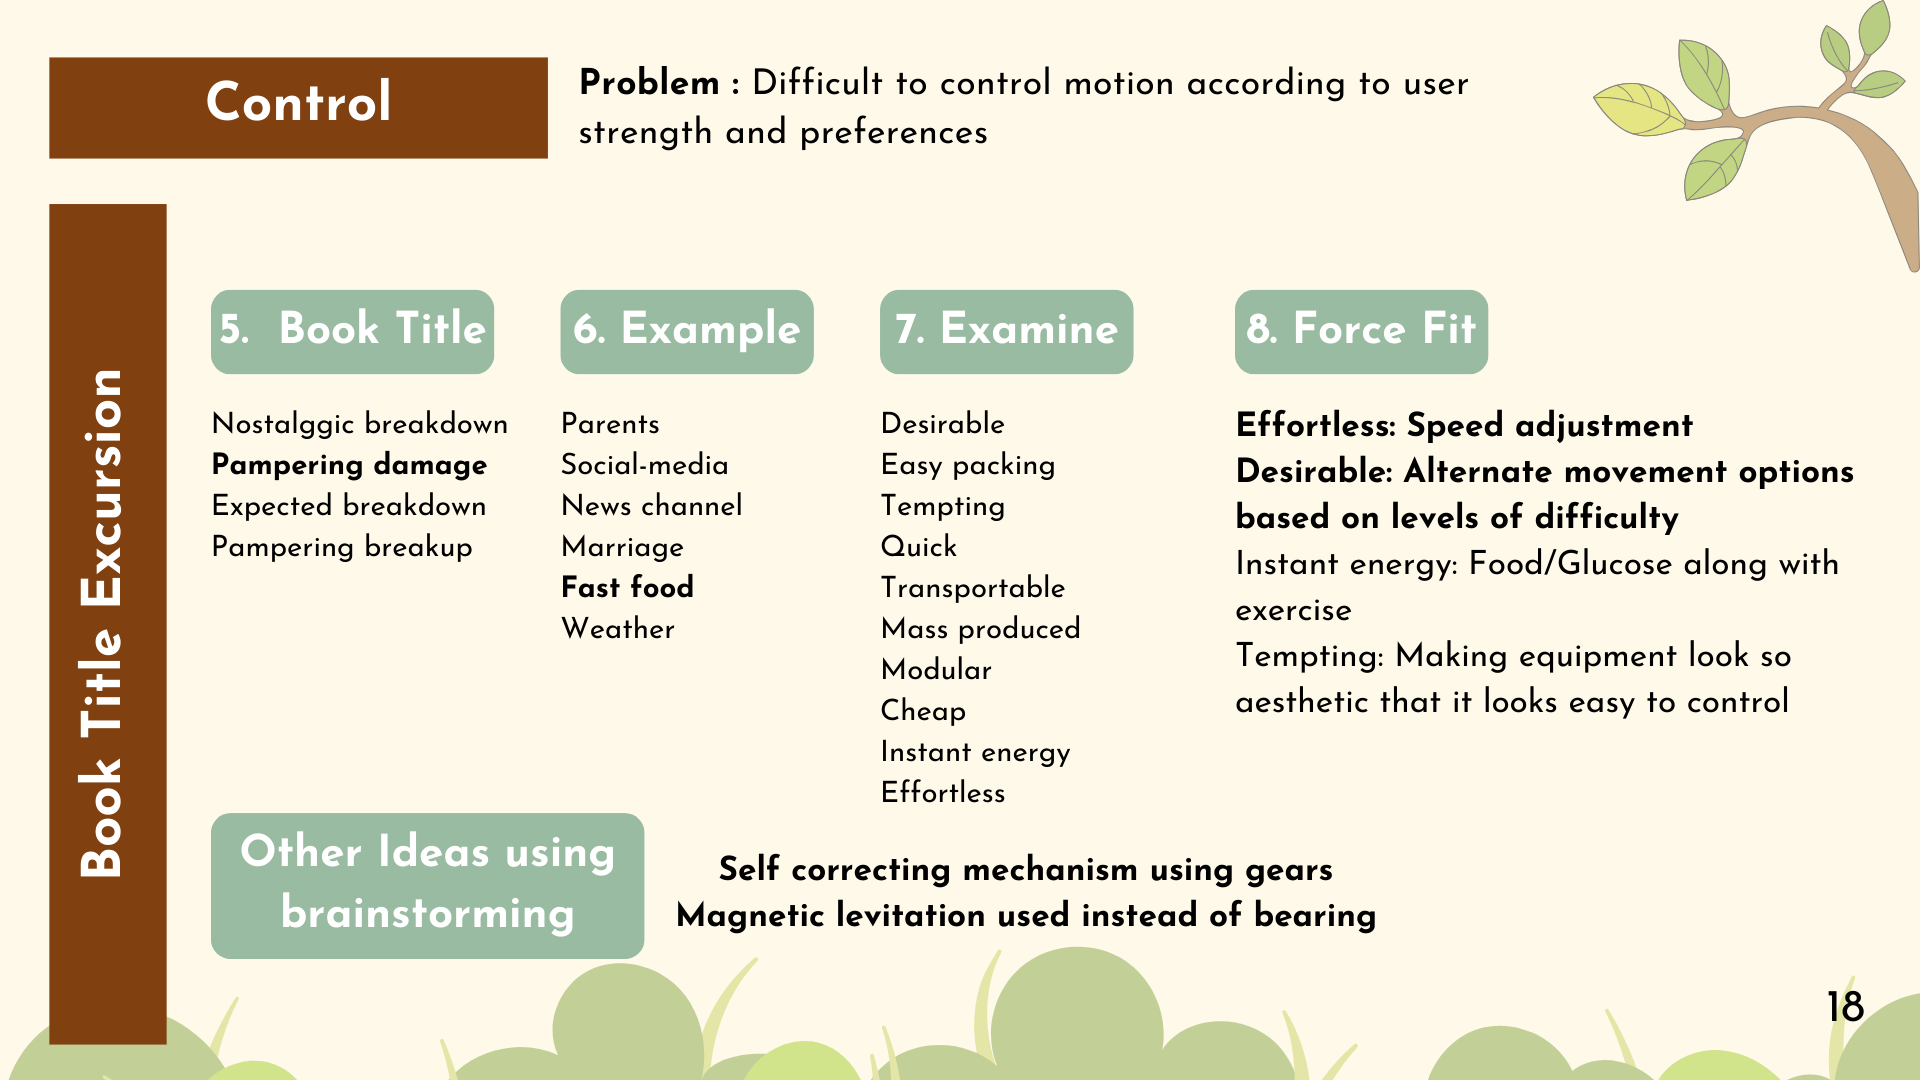 Control
Problem : Difficult to control motion according to user
strength and preferences
Book Title Excursion
5. Book Title
Nostalggic breakdown
Pampering damage
Expected breakdown
Pampering breakup
6. Example
Parents
Social-media
News channel
Marriage
Fast food
Weather
7. Examine
Desirable
Easy packing
Tempting
Quick
Transportable
Mass produced
Modular
Cheap
Instant energy
Effortless
8. Force Fit
Effortless: Speed adjustment
Desirable: Alternate movement options
based on levels of difficulty
Instant energy: Food/Glucose along with
exercise
Tempting: Making equipment look so
aesthetic that it looks easy to control
Other Ideas using
brainstorming
Self correcting mechanism using gears
Magnetic levitation used instead of bearing
18